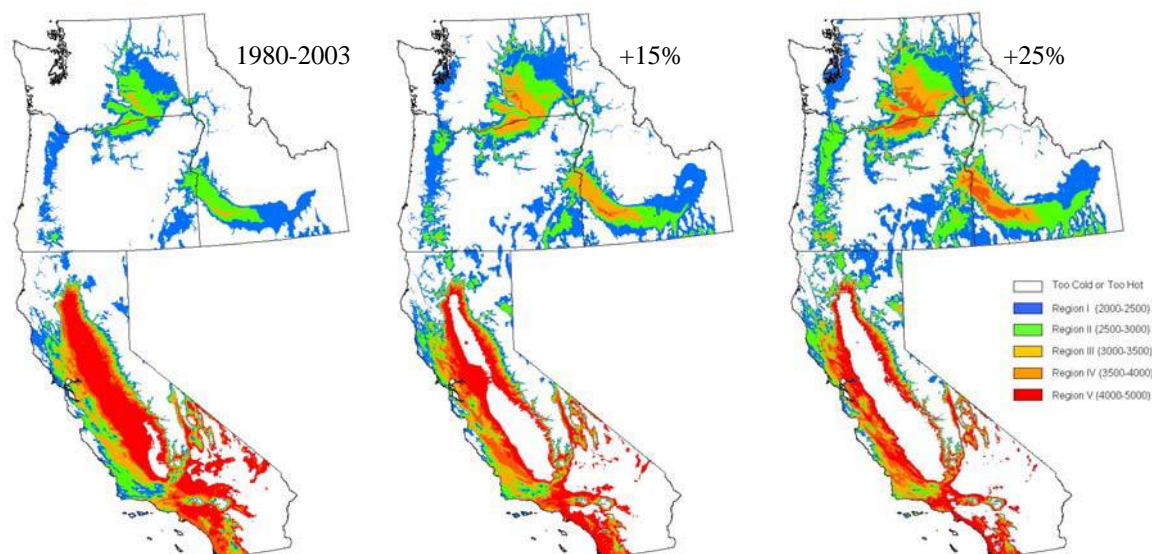 1980-2003
+15%
+25%
Too Cold or Too Hot
Region I (2000-2500)
Region II (2500-3000)
Region III (3000-3500)
Region IV (3500-4000)
Region V (4000-5000)